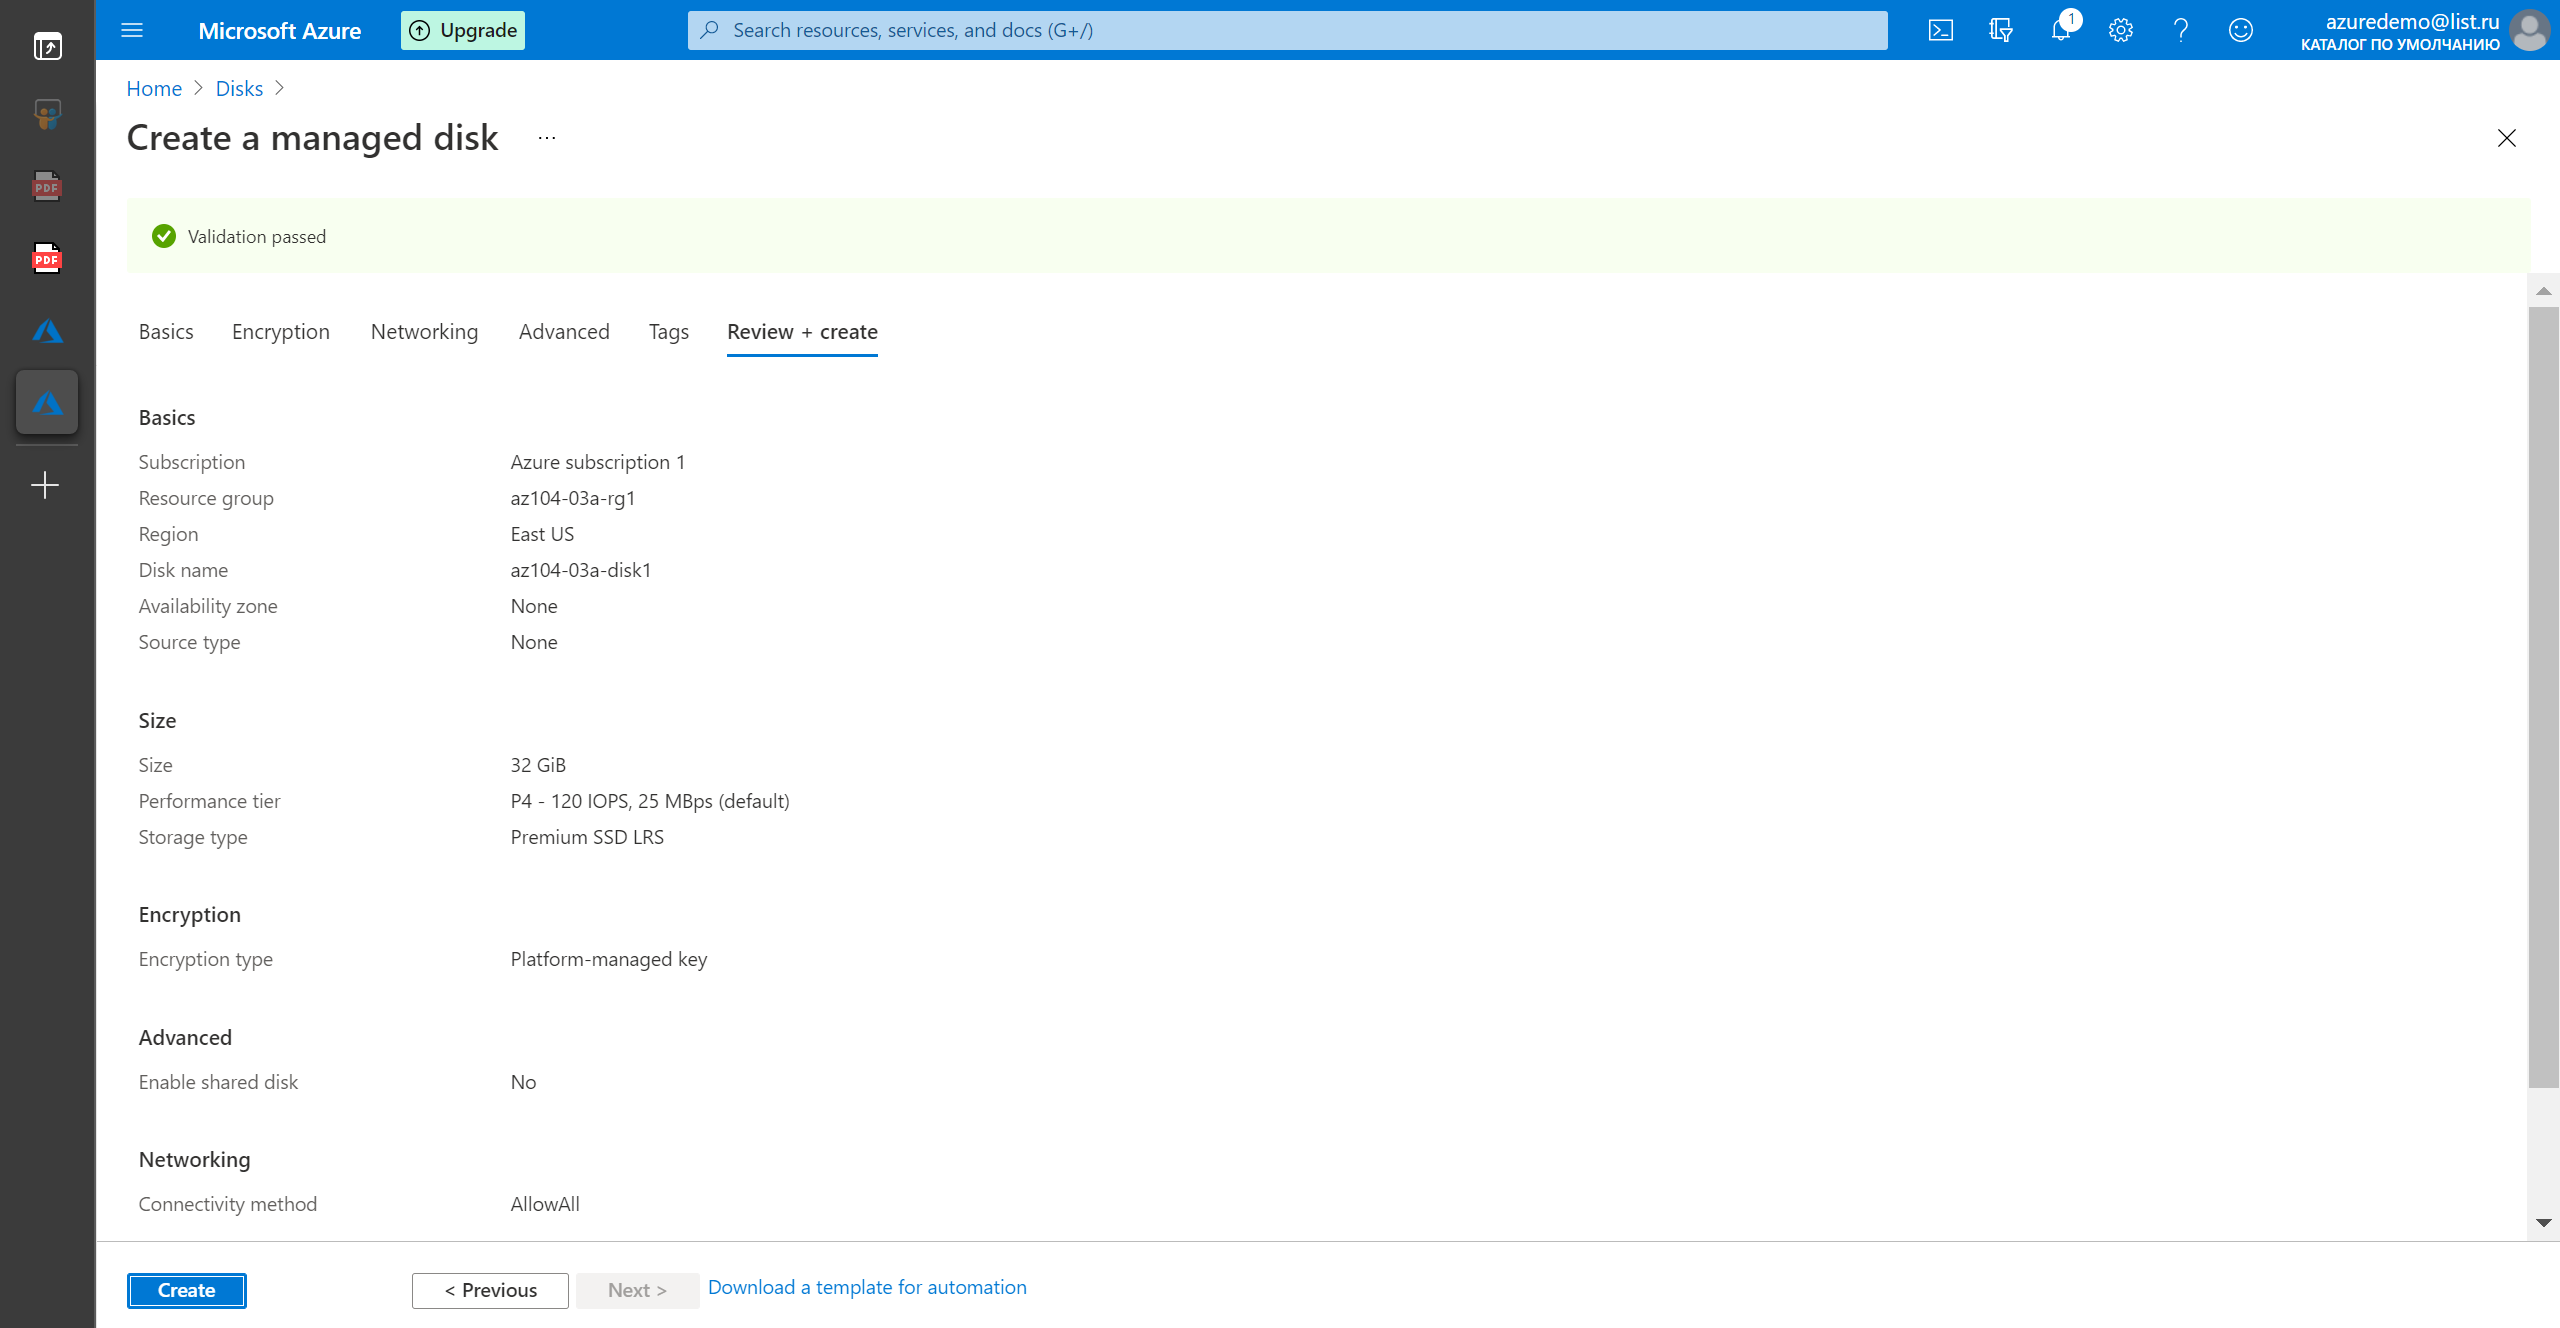 Microsoft Azure
Upgrade
Search resources, services, and docs (G+/)
1
azuredemo@list.ru
КАТАЛОГ ПО УМОЛЧАНИЮ
Home > Disks >
Create a managed disk ...
PDF
Validation passed
PDF
Basics Encryption Networking Advanced Tags Review + create
Basics
Subscription Azure subscription 1
Resource group az104-03a-rg1
Region East US
Disk name az104-03a-disk1
Availability zone None
Source type None
Size
Size 32 GiB
Performance tier P4 - 120 IOPS, 25 MBps (default)
Storage type Premium SSD LRS
Encryption
Encryption type Platform-managed key
Advanced
Enable shared disk No
Networking
Connectivity method AllowAll
Create < Previous Next > Download a template for automation